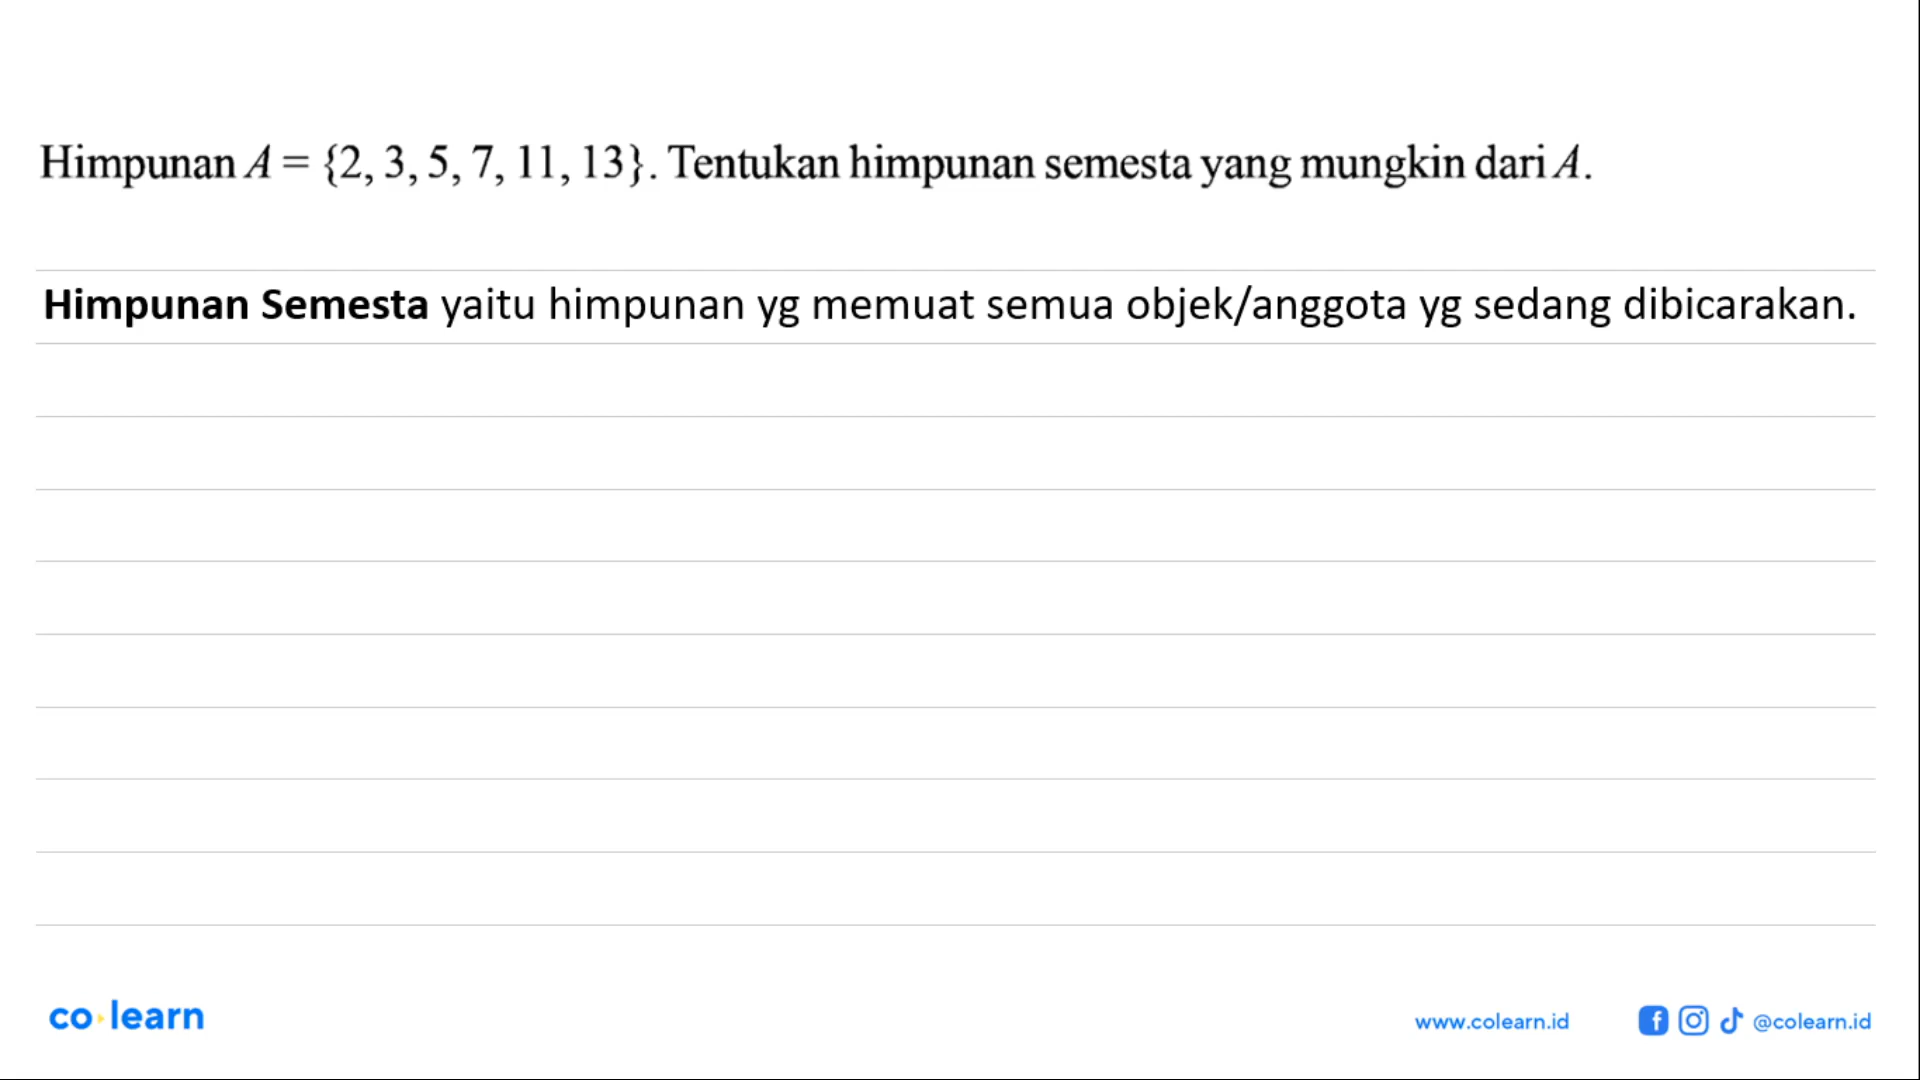 Himpunan A = {2, 3, 5, 7, 11, 13}. Tentukan himpunan semesta yang mungkin dari A.
Himpunan Semesta yaitu himpunan yg memuat semua objek/anggota yg sedang dibicarakan.
co learn
www.colearn.id
@colearn.id